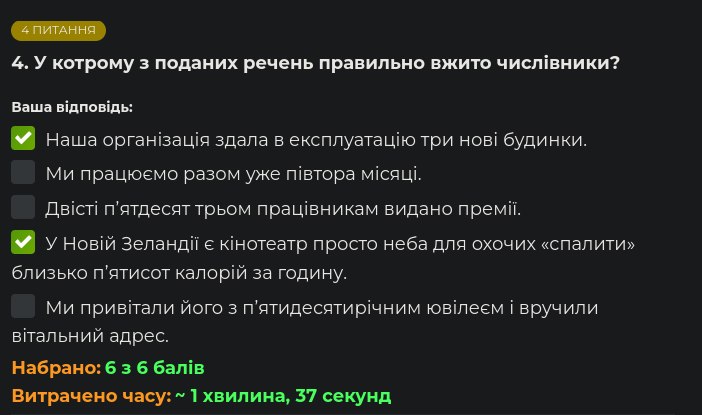 4 ПИТАННЯ
4. У котрому з поданих речень правильно вжито числівники?
Ваша відповідь:
Наша організація здала в експлуатацію три нові будинки.
Ми працюємо разом уже півтора місяці.
Двісті п’ятдесят трьом працівникам видано премії.
У Новій Зеландії є кінотеатр просто неба для охочих «спалити»
близько п’ятисот калорій за годину.
Ми привітали його з п’ятидесятирічним ювілеєм і вручили
вітальний адрес.
Набрано: 6 з 6 балів
Витрачено часу: ~ 1 хвилина, 37 секунд